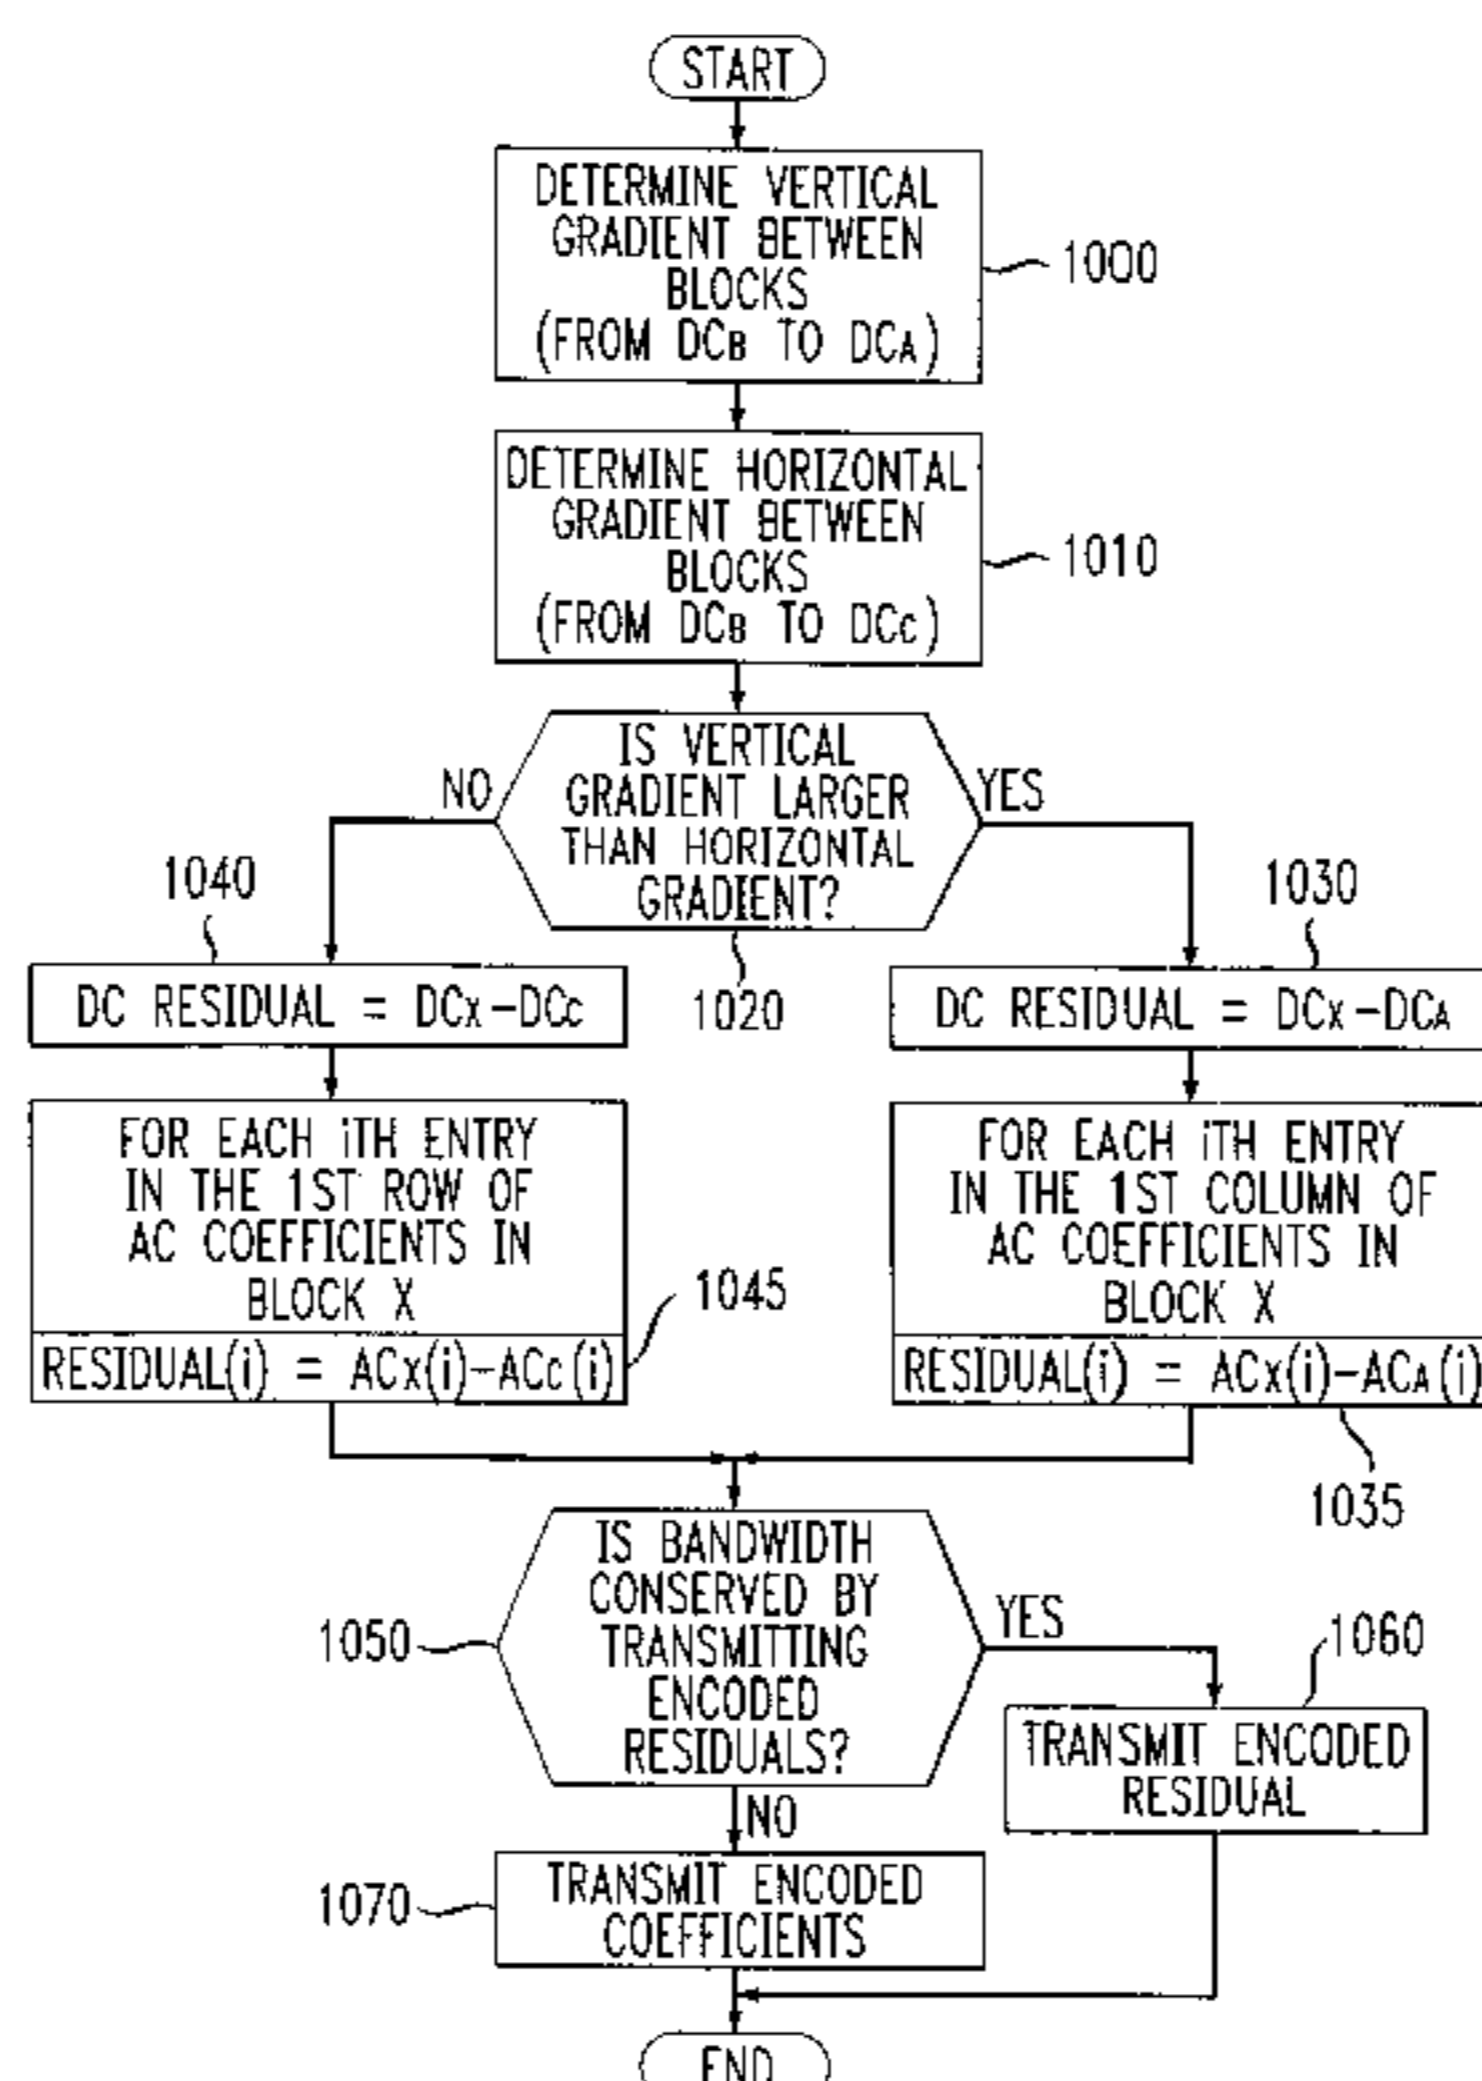 START
DETERMINE VERTICAL
GRADIENT BETWEEN
BLOCKS
(FROM DCB TO DCA)
1000
DETERMINE HORIZONTAL
GRADIENT BETWEEN
BLOCKS
(FROM DCB TO DCC)
1010
IS VERTICAL
GRADIENT LARGER
THAN HORIZONTAL
GRADIENT?
NO
YES
1020
1040
DC RESIDUAL = DCX-DCC
1030
DC RESIDUAL = DCX-DCA
FOR EACH iTH ENTRY
IN THE 1ST ROW OF
AC COEFFICIENTS IN
BLOCK X
RESIDUAL(i) = ACX(i)-ACC(i)
1045
FOR EACH iTH ENTRY
IN THE 1ST COLUMN OF
AC COEFFICIENTS IN
BLOCK X
RESIDUAL(i) = ACX(i)-ACA(i)
1035
IS BANDWIDTH
CONSERVED BY
TRANSMITTING
ENCODED
RESIDUALS?
1050
YES
1060
TRANSMIT ENCODED
RESIDUAL
NO
1070
TRANSMIT ENCODED
COEFFICIENTS
END